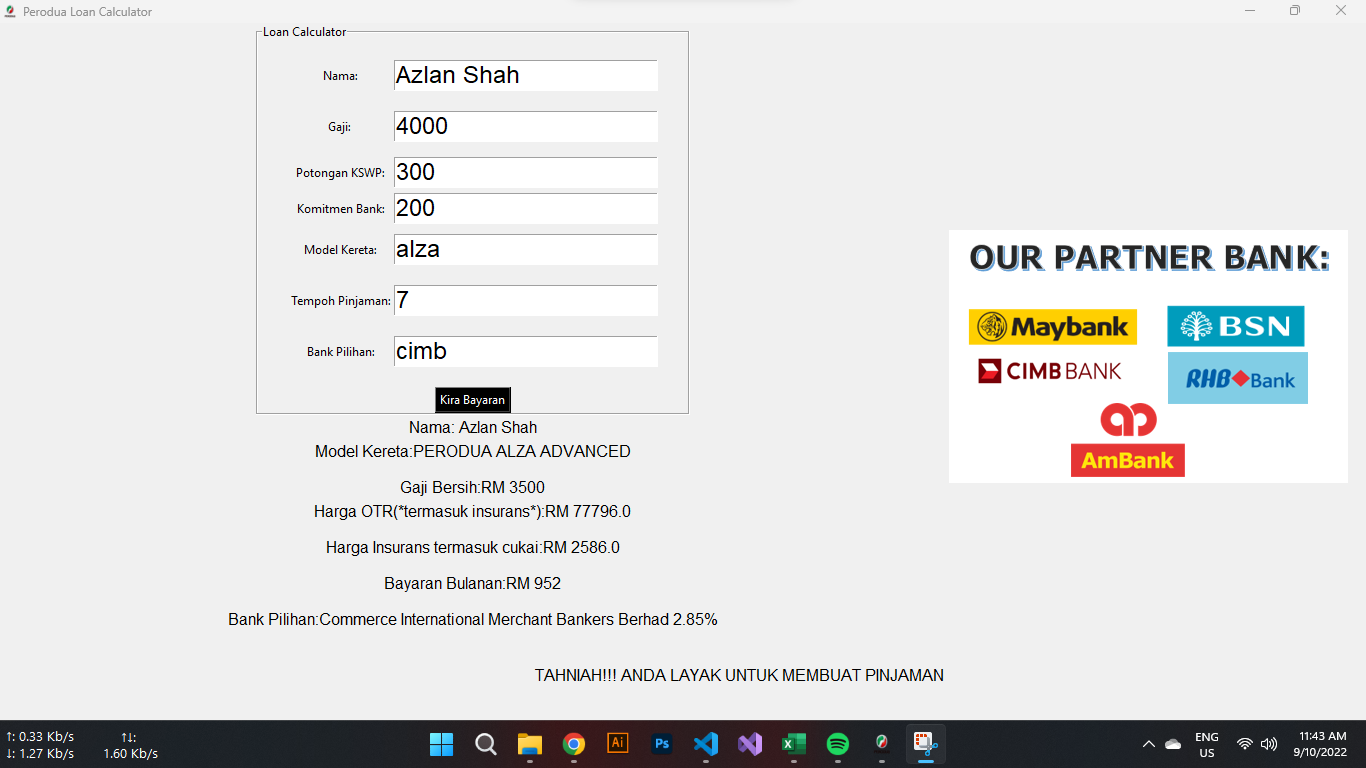 Perodua Loan Calculator
Loan Calculator
Nama: Azlan Shah
Gaji: 4000
Potongan KSWP: 300
Komitmen Bank: 200
Model Kereta: alza
Tempoh Pinjaman: 7
Bank Pilihan: cimb
Kira Bayaran
Nama: Azlan Shah
Model Kereta:PERODUA ALZA ADVANCED
Gaji Bersih:RM 3500
Harga OTR(*termasuk insurans*):RM 77796.0
Harga Insurans termasuk cukai:RM 2586.0
Bayaran Bulanan:RM 952
Bank Pilihan:Commerce International Merchant Bankers Berhad 2.85%
TAHNIAH!!! ANDA LAYAK UNTUK MEMBUAT PINJAMAN
OUR PARTNER BANK:
Maybank
BSN
CIMB BANK
RHB Bank
AmBank
↑: 0.33 Kb/s
↓: 1.27 Kb/s
↑↓:
1.60 Kb/s
Ai
Ps
ENG
US
11:43 AM
9/10/2022